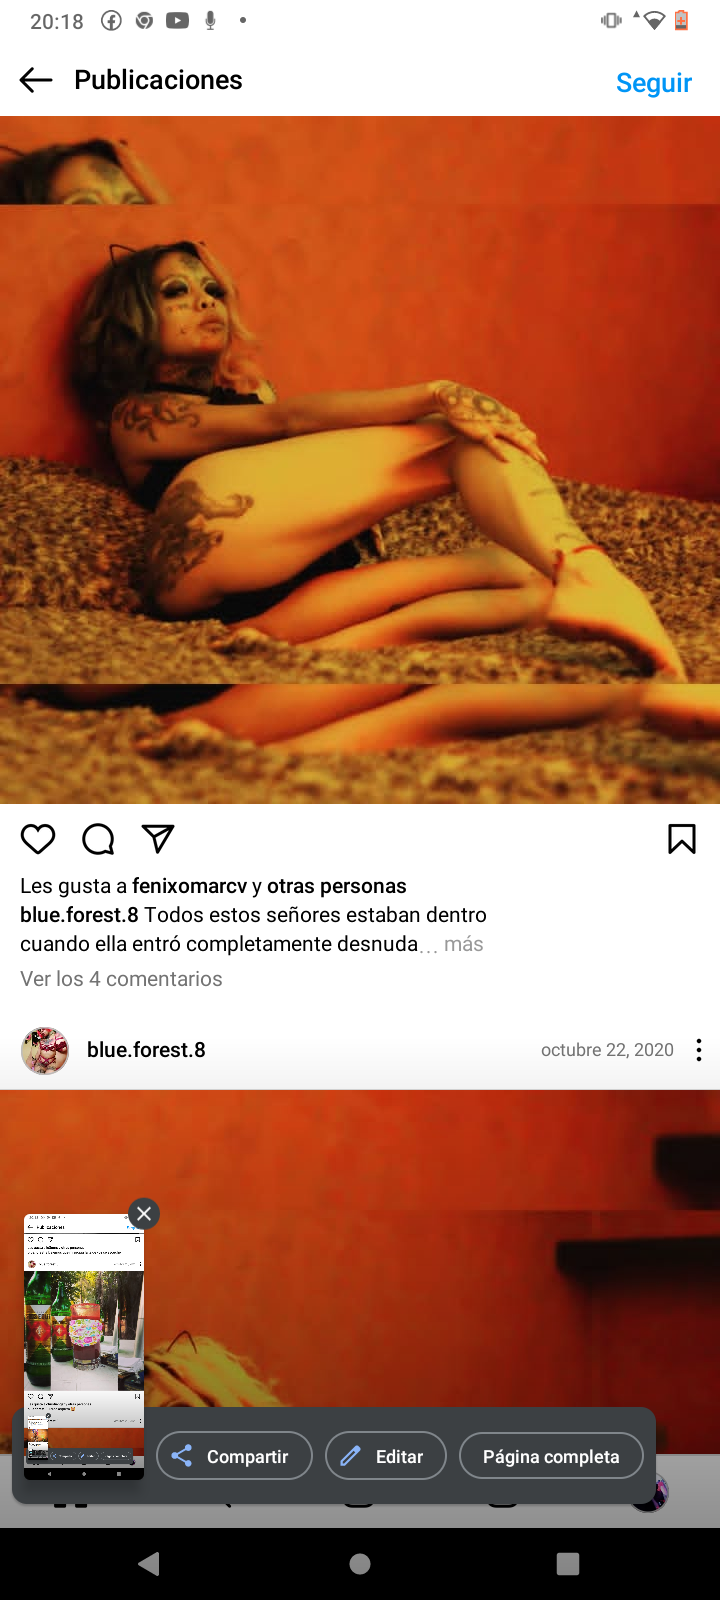 20:18
Publicaciones
Seguir
Les gusta a fenixomarcv y otras personas
blue.forest.8 Todos estos señores estaban dentro
cuando ella entró completamente desnuda... más
Ver los 4 comentarios
blue.forest.8
octubre 22, 2020
Publicaciones
Compartir
Editar
Página completa